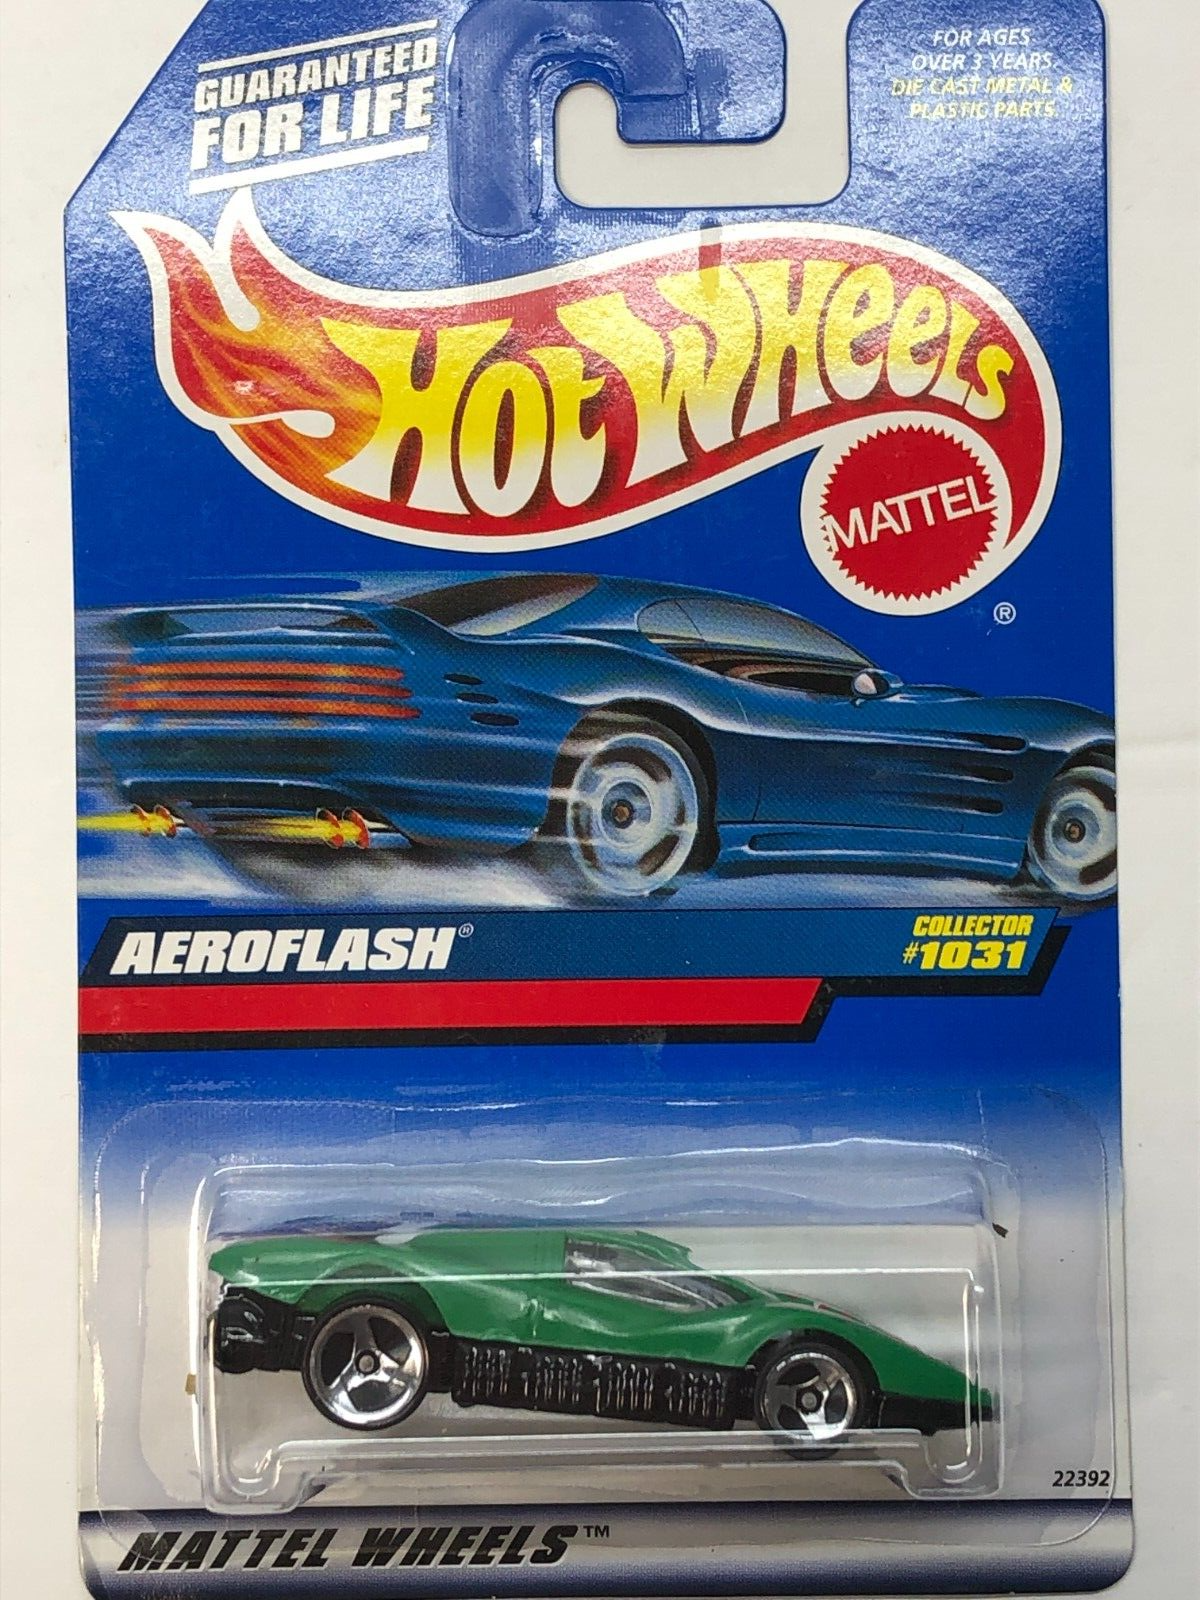 GUARANTEED
FOR LIFE
FOR AGES
OVER 3 YEARS.
DIE CAST METAL &
PLASTIC PARTS.
HOT WHEELS
MATTEL
®
AEROFLASH®
COLLECTOR
#1031
22392
MATTEL WHEELS™